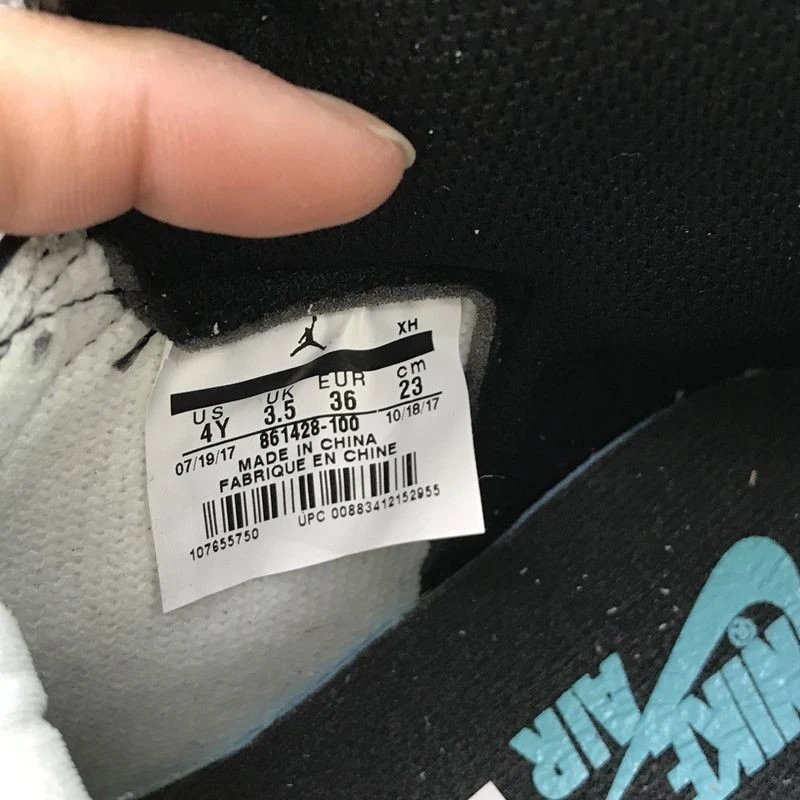 XH
US UK EUR cm
4Y 3.5 36 23
07/19/17 861428-100 10/18/17
MADE IN CHINA
FABRIQUE EN CHINE
107655750 UPC 00883412152955
NIKE
AIR